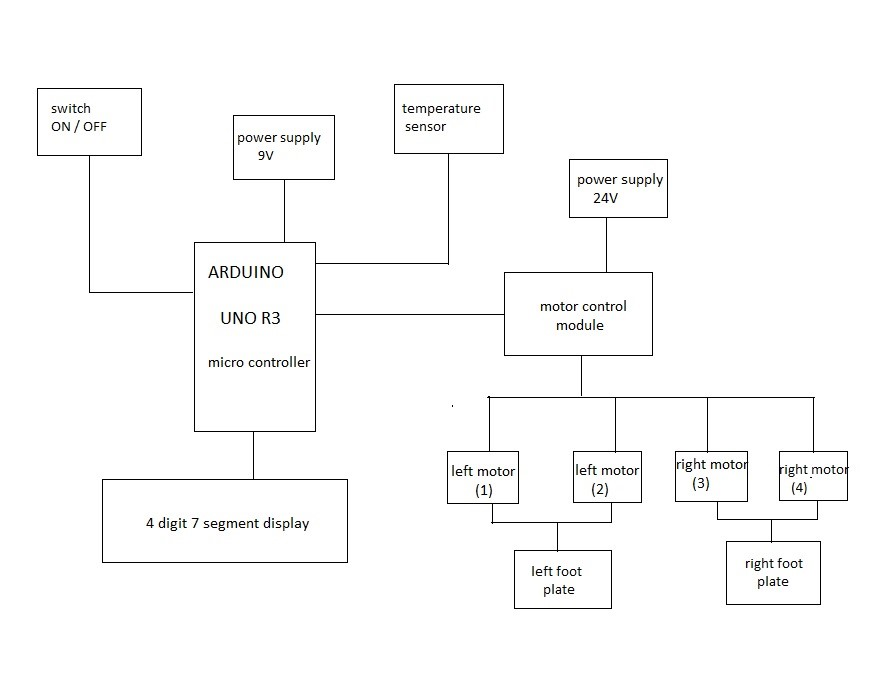 switch
ON / OFF
power supply
9V
temperature
sensor
power supply
24V
ARDUINO
UNO R3
micro controller
motor control
module
4 digit 7 segment display
left motor
(1)
left motor
(2)
right motor
(3)
right motor
(4)
left foot
plate
right foot
plate